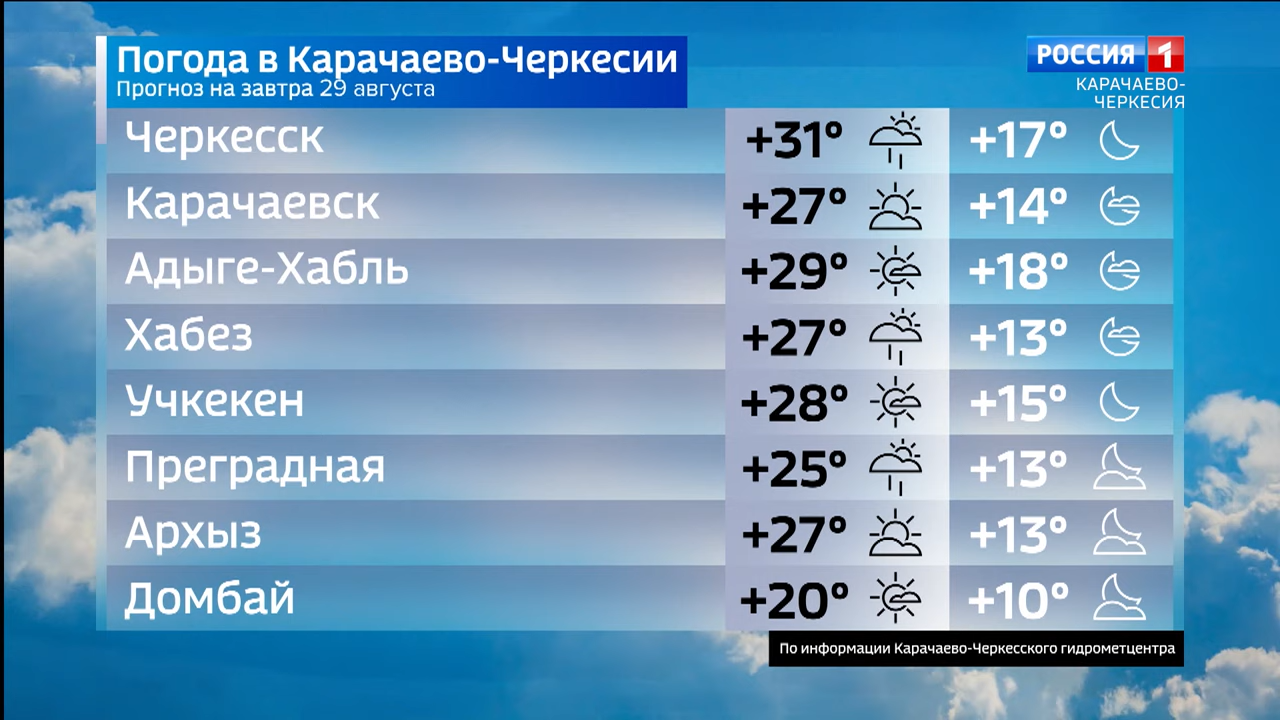 Погода в Карачаево-Черкесии
Прогноз на завтра 29 августа
РОССИЯ 1
КАРАЧАЕВО-
ЧЕРКЕСИЯ
Черкесск +31° +17°
Карачаевск +27° +14°
Адыге-Хабль +29° +18°
Хабез +27° +13°
Учкекен +28° +15°
Преградная +25° +13°
Архыз +27° +13°
Домбай +20° +10°
По информации Карачаево-Черкесского гидрометцентра